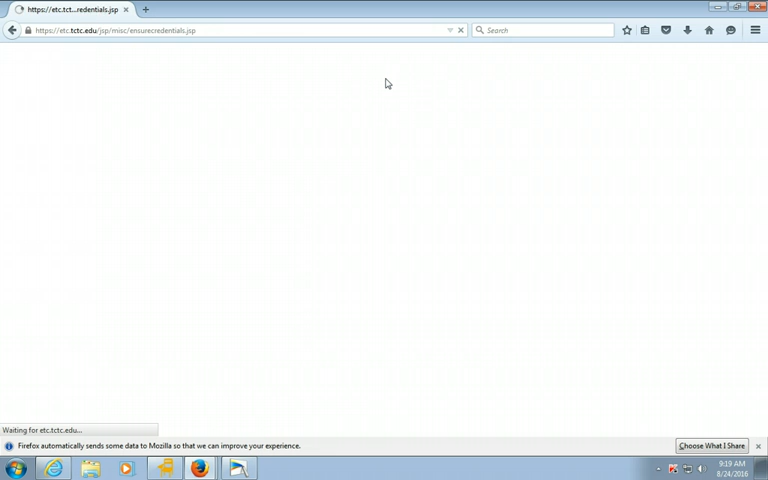 https://etc.tct...redentials.jsp
https://etc.tctc.edu/jsp/misc/ensurecredentials.jsp
Search
Waiting for etc.tctc.edu...
Firefox automatically sends some data to Mozilla so that we can improve your experience.
Choose What I Share
9:19 AM
8/24/2016